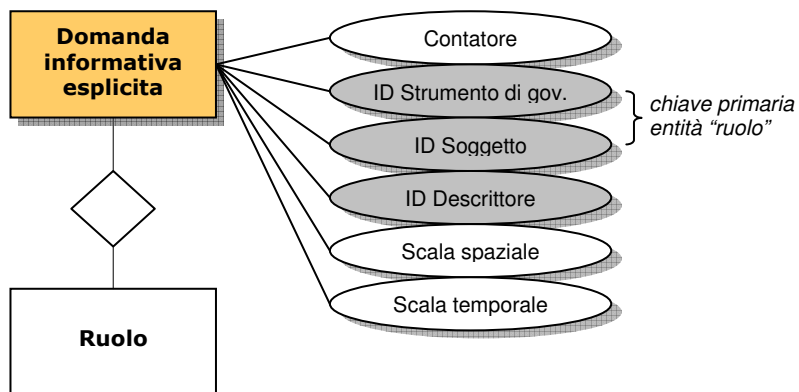 Domanda
informativa
esplicita
Contatore
ID Strumento di gov.
ID Soggetto
ID Descrittore
Scala spaziale
Scala temporale
chiave primaria
entità “ruolo”
Ruolo